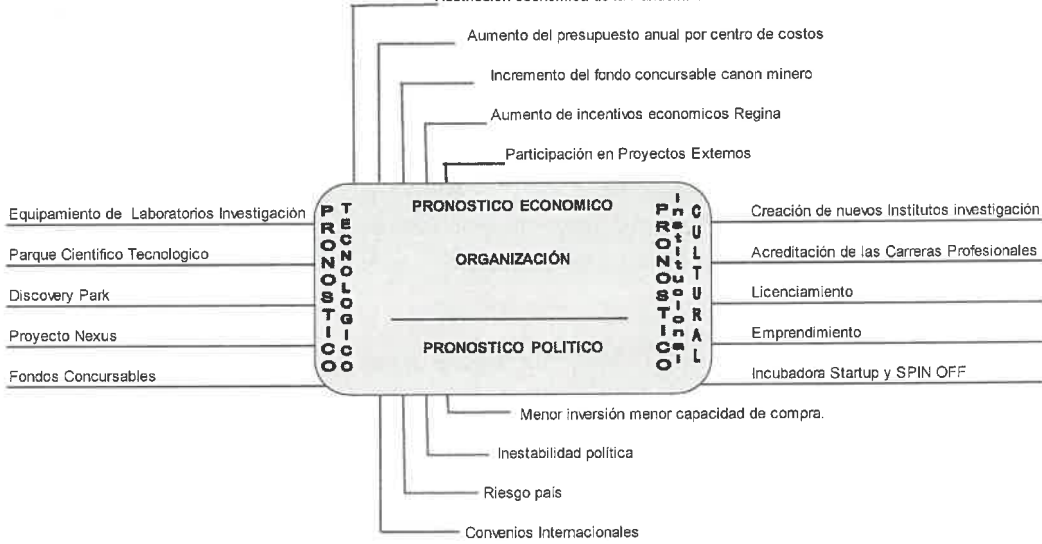 Aumento del presupuesto anual por centro de costos
Incremento del fondo concursable canon minero
Aumento de incentivos economicos Regina
Participación en Proyectos Externos
PRONOSTICO ECONOMICO
ORGANIZACIÓN
PRONOSTICO POLITICO
PRONOSTICO
TECNOLOGICO
Equipamiento de Laboratorios Investigación
Parque Cientifico Tecnologico
Discovery Park
Proyecto Nexus
Fondos Concursables
PRONOSTICO
Institucional
CULTURAL
Creación de nuevos Institutos investigación
Acreditación de las Carreras Profesionales
Licenciamiento
Emprendimiento
Incubadora Startup y SPIN OFF
Menor inversión menor capacidad de compra.
Inestabilidad política
Riesgo país
Convenios Internacionales